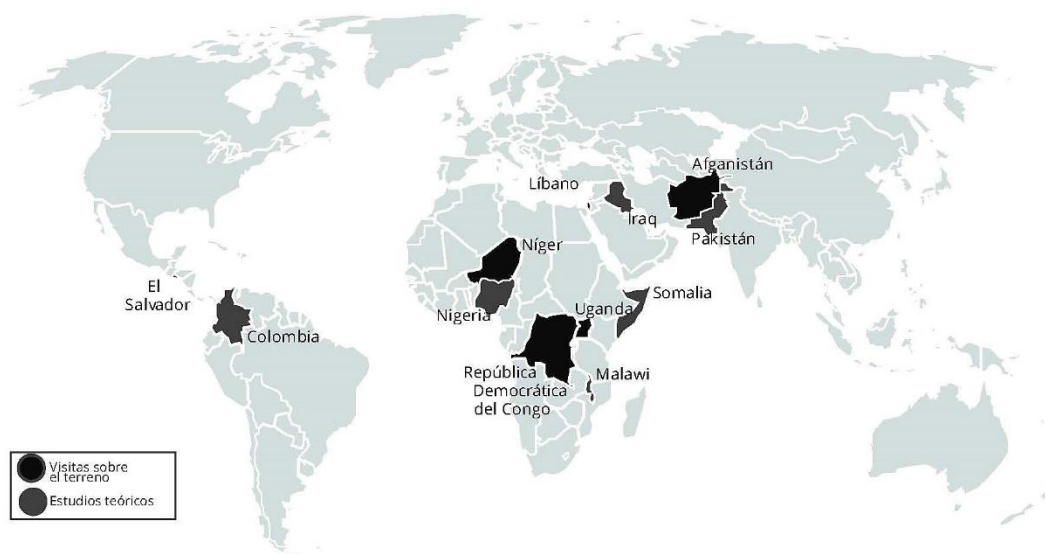 Afganistán
Líbano
Iraq
Pakistán
Níger
El
Salvador
Somalia
Nigeria
Uganda
Colombia
República
Democrática
del Congo
Malawi
Visitas sobre
el terreno
Estudios teóricos